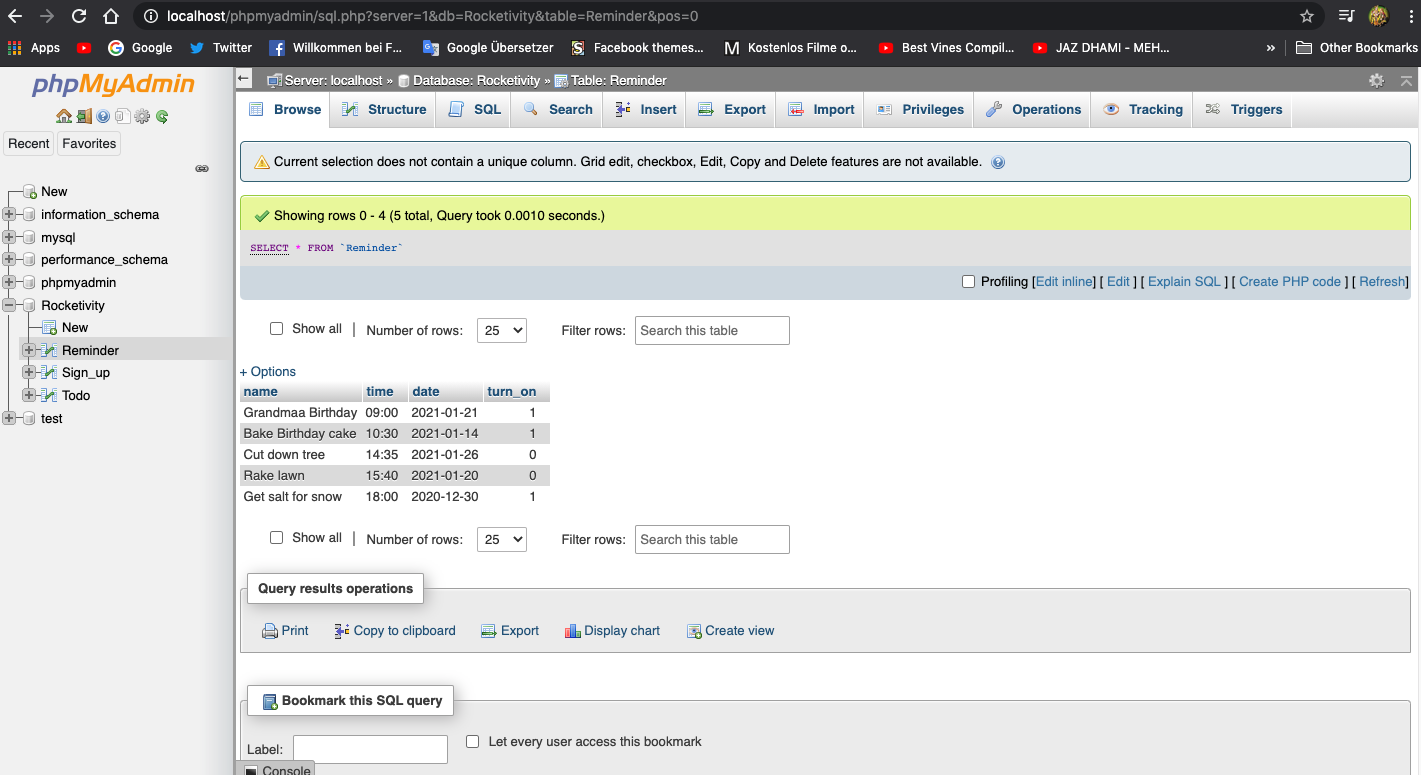 localhost/phpmyadmin/sql.php?server=1&db=Rocketivity&table=Reminder&pos=0
Apps Google Twitter Willkommen bei F... Google Übersetzer Facebook themes... Kostenlos Filme o... Best Vines Compil... JAZ DHAMI - MEH... » Other Bookmarks
phpMyAdmin
Recent Favorites
New
information_schema
mysql
performance_schema
phpmyadmin
Rocketivity
New
Reminder
Sign_up
Todo
test
Server: localhost » Database: Rocketivity » Table: Reminder
Browse Structure SQL Search Insert Export Import Privileges Operations Tracking Triggers
Current selection does not contain a unique column. Grid edit, checkbox, Edit, Copy and Delete features are not available.
Showing rows 0 - 4 (5 total, Query took 0.0010 seconds.)
SELECT * FROM `Reminder`
Profiling [Edit inline] [ Edit ] [ Explain SQL ] [ Create PHP code ] [ Refresh]
Show all | Number of rows: 25 Filter rows: Search this table
+ Options
name time date turn_on
Grandmaa Birthday 09:00 2021-01-21 1
Bake Birthday cake 10:30 2021-01-14 1
Cut down tree 14:35 2021-01-26 0
Rake lawn 15:40 2021-01-20 0
Get salt for snow 18:00 2020-12-30 1
Show all | Number of rows: 25 Filter rows: Search this table
Query results operations
Print Copy to clipboard Export Display chart Create view
Bookmark this SQL query
Label: Let every user access this bookmark
Console